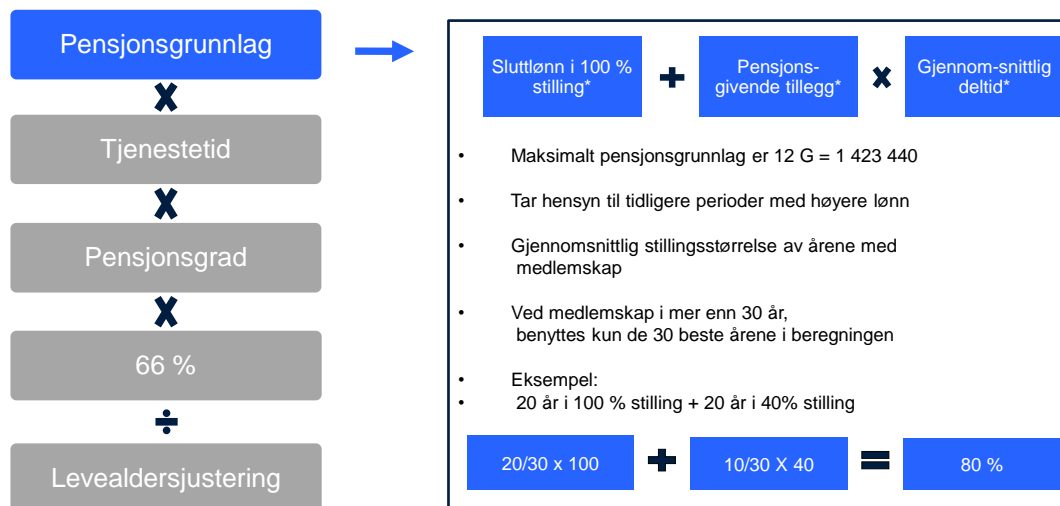 Pensjonsgrunnlag
Tjenestetid
Pensjonsgrad
66 %
Levealdersjustering
Sluttlønn i 100 %
stilling*
Pensjons-
givende tillegg*
Gjennom-snittlig
deltid*
• Maksimalt pensjonsgrunnlag er 12 G = 1 423 440
• Tar hensyn til tidligere perioder med høyere lønn
• Gjennomsnittlig stillingsstørrelse av årene med
medlemskap
• Ved medlemskap i mer enn 30 år,
benyttes kun de 30 beste årene i beregningen
• Eksempel:
• 20 år i 100 % stilling + 20 år i 40% stilling
20/30 x 100
10/30 X 40
80 %